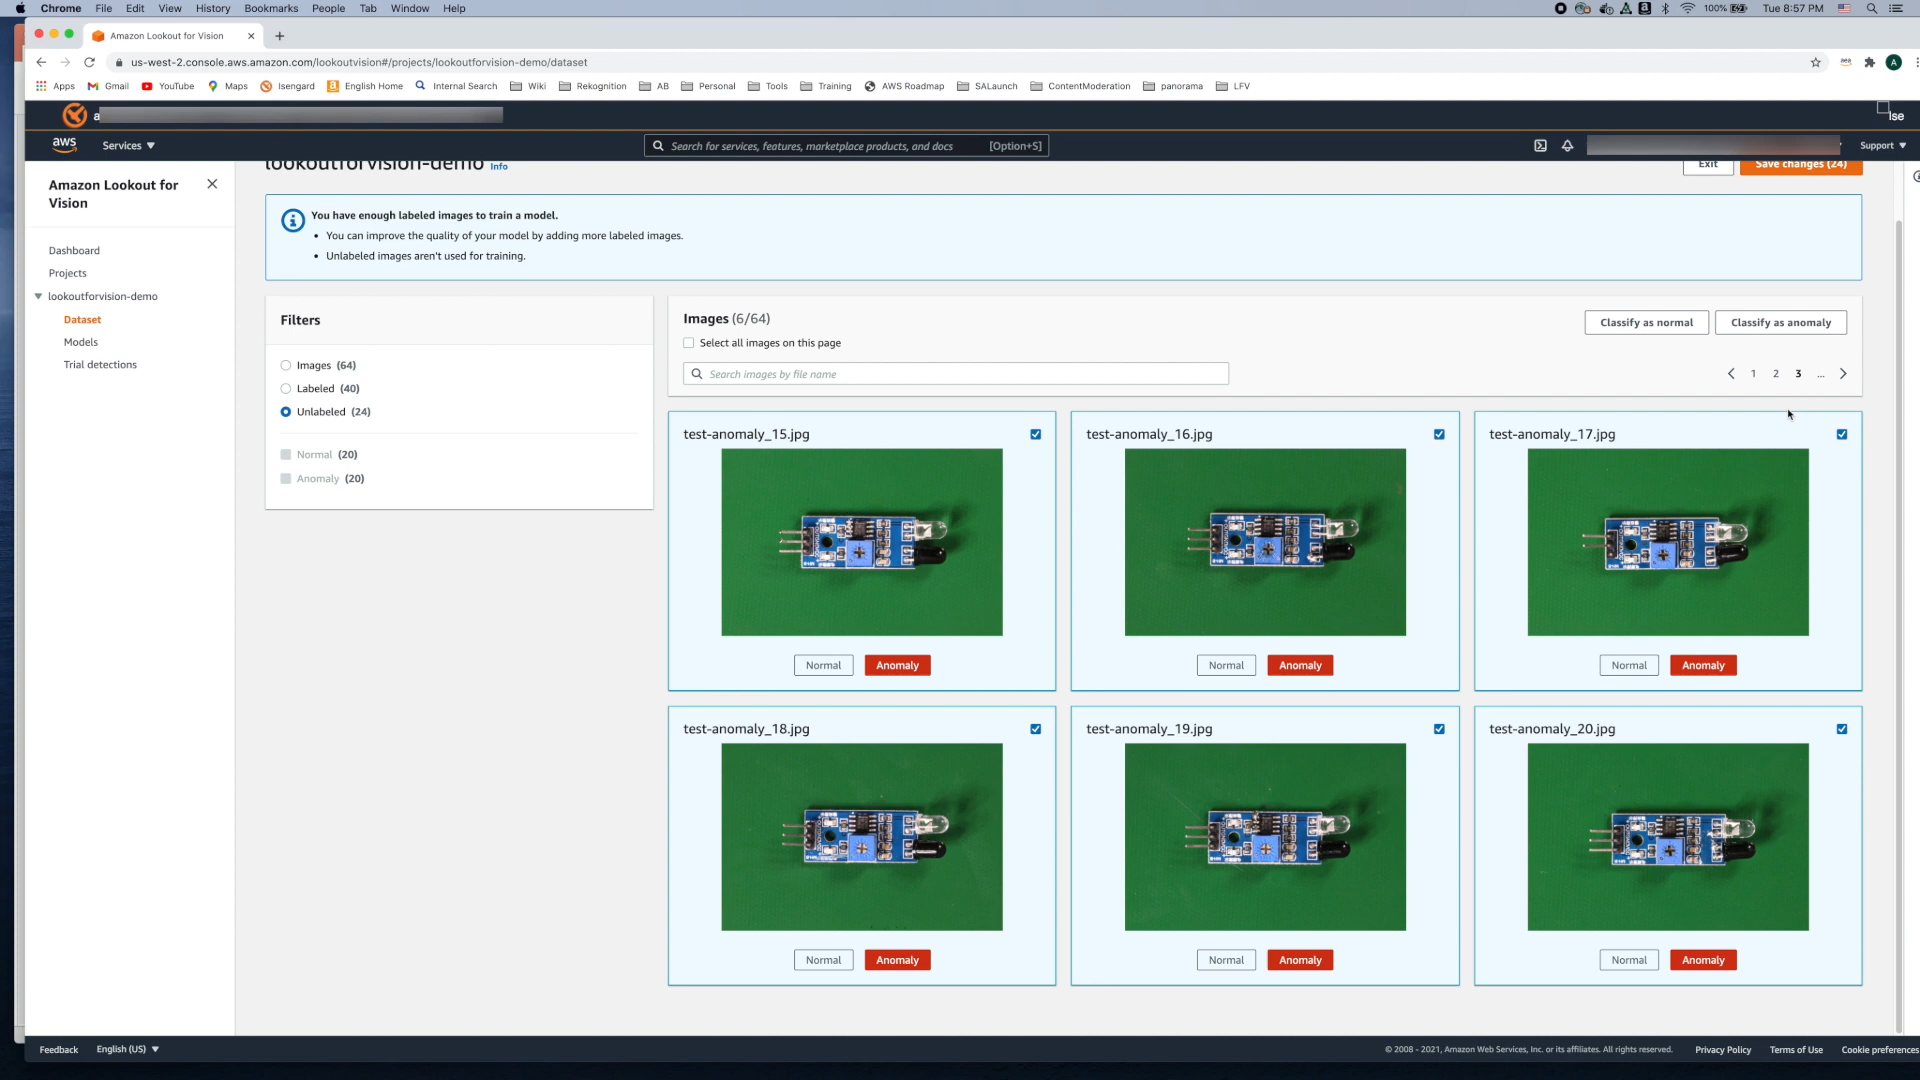 Chrome File Edit View History Bookmarks People Tab Window Help 100% Tue 8:57 PM
Amazon Lookout for Vision
us-west-2.console.aws.amazon.com/lookoutvision#/projects/lookoutforvision-demo/dataset
Apps Gmail YouTube Maps Isengard English Home Internal Search Wiki Rekognition AB Personal Tools Training AWS Roadmap SALaunch ContentModeration panorama LFV
a
lse
aws Services Search for services, features, marketplace products, and docs [Option+S] Support
lookoutforvision-demo Info Exit Save changes (24)
Amazon Lookout for
Vision
Dashboard
Projects
lookoutforvision-demo
Dataset
Models
Trial detections
You have enough labeled images to train a model.
• You can improve the quality of your model by adding more labeled images.
• Unlabeled images aren't used for training.
Filters
Images (64)
Labeled (40)
Unlabeled (24)
Normal (20)
Anomaly (20)
Images (6/64) Classify as normal Classify as anomaly
Select all images on this page
Search images by file name
1 2 3 ...
test-anomaly_15.jpg test-anomaly_16.jpg test-anomaly_17.jpg
Normal Anomaly Normal Anomaly Normal Anomaly
test-anomaly_18.jpg test-anomaly_19.jpg test-anomaly_20.jpg
Normal Anomaly Normal Anomaly Normal Anomaly
Feedback English (US) © 2008 - 2021, Amazon Web Services, Inc. or its affiliates. All rights reserved. Privacy Policy Terms of Use Cookie preferences